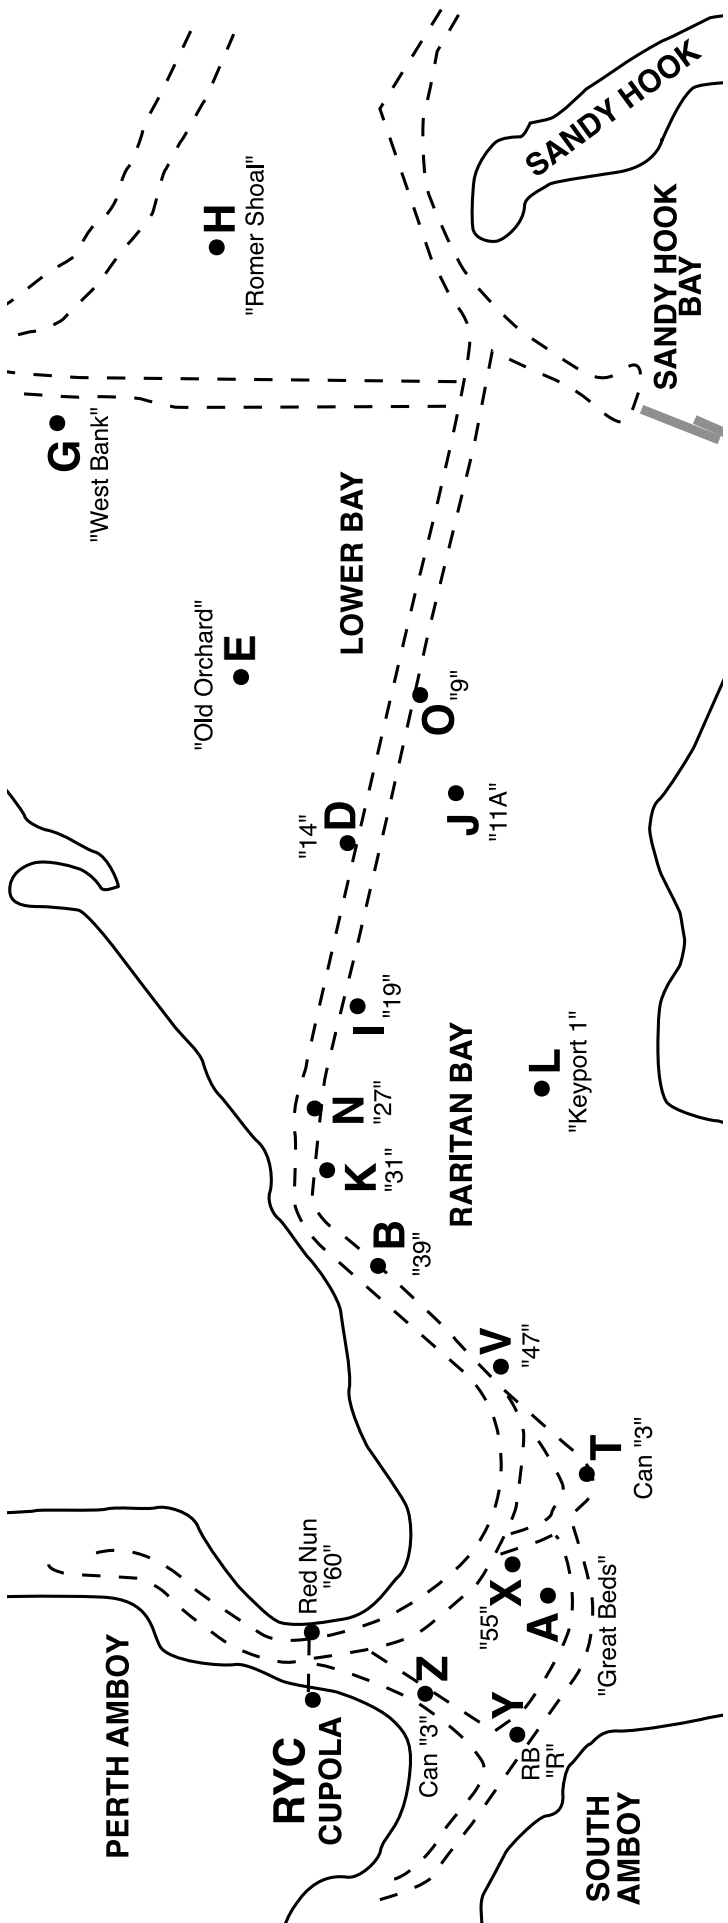 SANDY HOOK
SANDY HOOK
BAY
H
"Romer Shoal"
G
"West Bank"
LOWER BAY
"Old Orchard"
E
O
"9"
D
"14"
J
"11A"
I
"19"
N
"27"
K
"31"
B
"39"
RARITAN BAY
L
"Keyport 1"
V
"47"
T
Can "3"
X
"55"
A
"Great Beds"
Red Nun
"60"
Z
Can "3"
Y
RB
"R"
RYC
CUPOLA
PERTH AMBOY
SOUTH
AMBOY